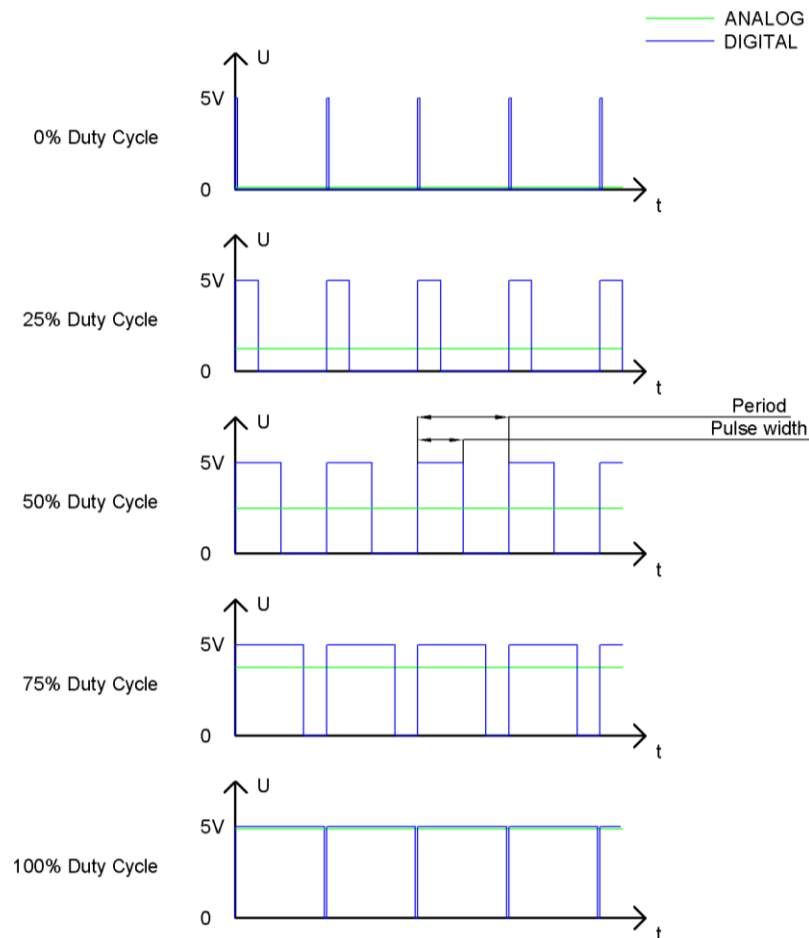 ANALOG
DIGITAL
U
5V
0% Duty Cycle
0
t
U
5V
25% Duty Cycle
0
t
Period
U
Pulse width
5V
50% Duty Cycle
0
t
U
5V
75% Duty Cycle
0
t
U
5V
100% Duty Cycle
0
t